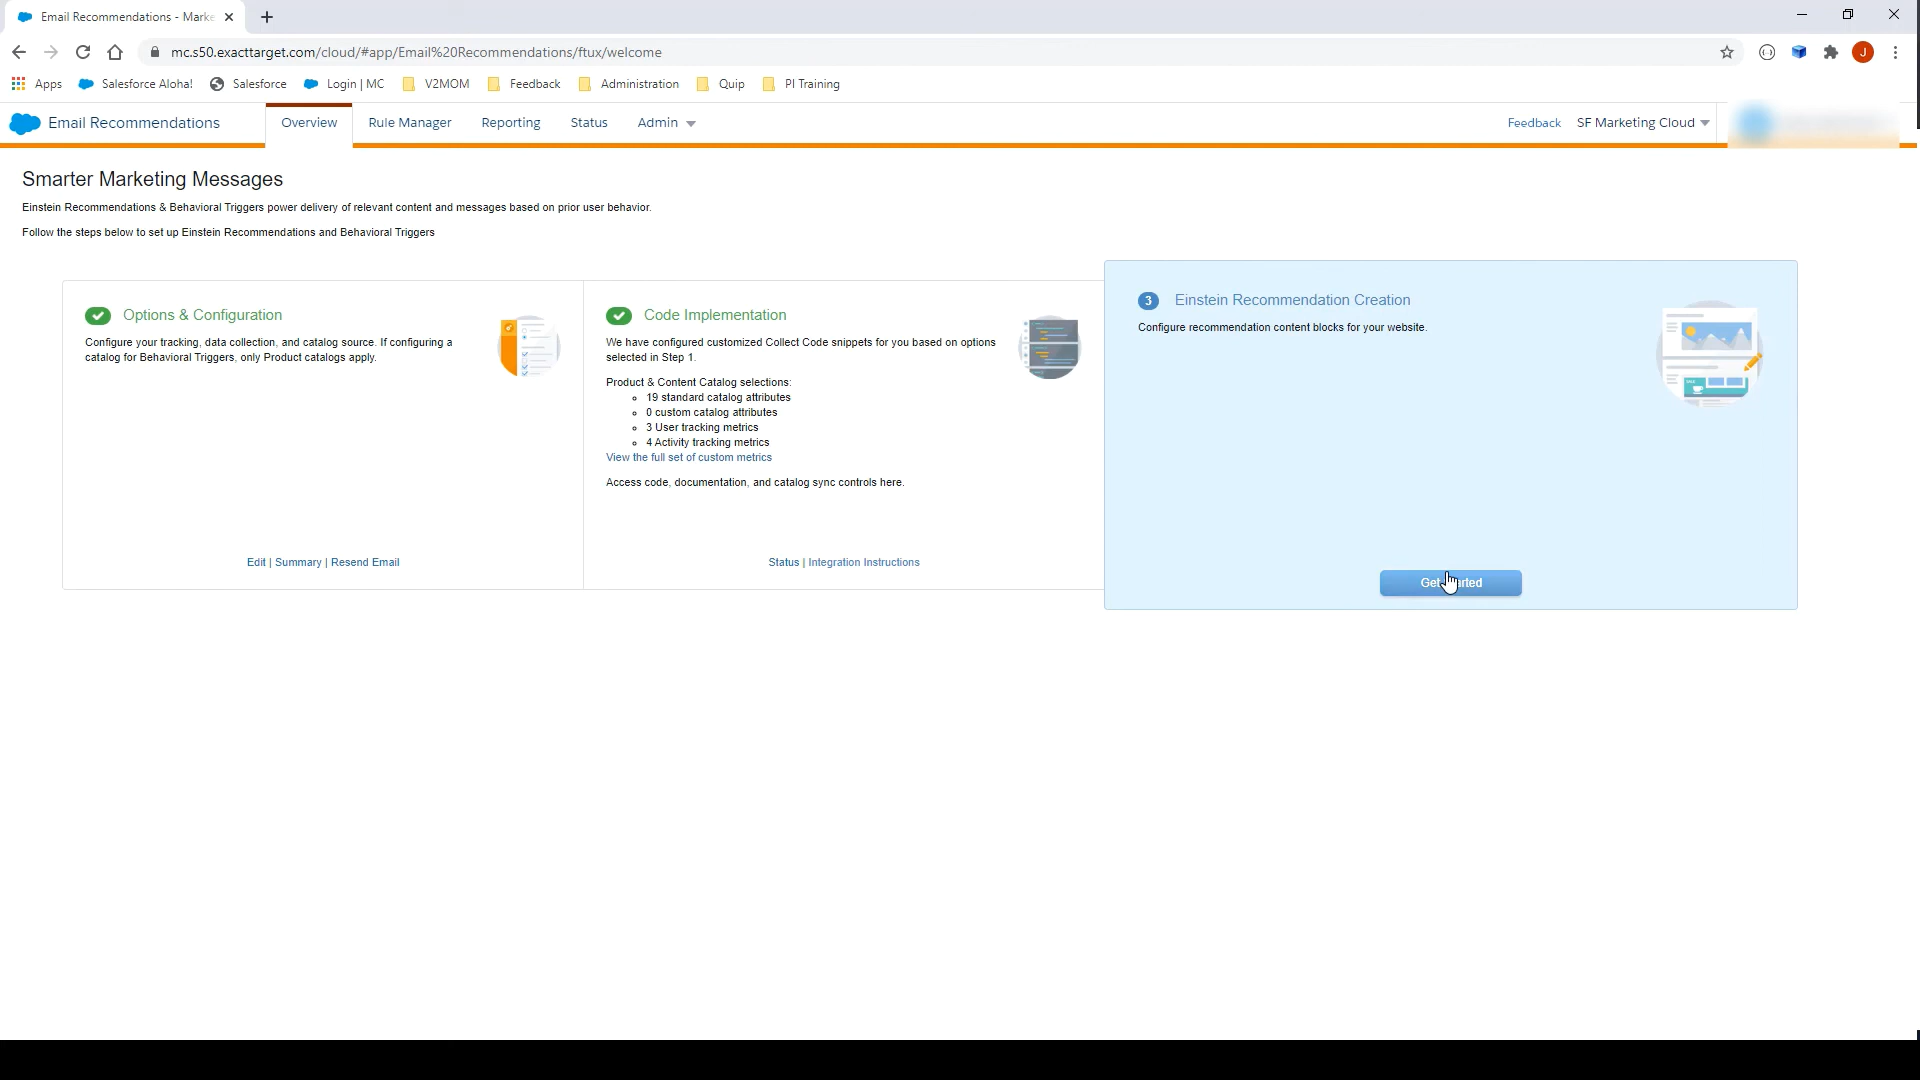 Email Recommendations - Marke
mc.s50.exacttarget.com/cloud/#app/Email%20Recommendations/ftux/welcome
J
Apps
Salesforce Aloha!
Salesforce
Login | MC
V2MOM
Feedback
Administration
Quip
PI Training
Email Recommendations
Overview
Rule Manager
Reporting
Status
Admin
Feedback
SF Marketing Cloud
Smarter Marketing Messages
Einstein Recommendations & Behavioral Triggers power delivery of relevant content and messages based on prior user behavior.
Follow the steps below to set up Einstein Recommendations and Behavioral Triggers
Options & Configuration
Configure your tracking, data collection, and catalog source. If configuring a
catalog for Behavioral Triggers, only Product catalogs apply.
Edit | Summary | Resend Email
Code Implementation
We have configured customized Collect Code snippets for you based on options
selected in Step 1.
Product & Content Catalog selections:
19 standard catalog attributes
0 custom catalog attributes
3 User tracking metrics
4 Activity tracking metrics
View the full set of custom metrics
Access code, documentation, and catalog sync controls here.
Status | Integration Instructions
3 Einstein Recommendation Creation
Configure recommendation content blocks for your website.
Get